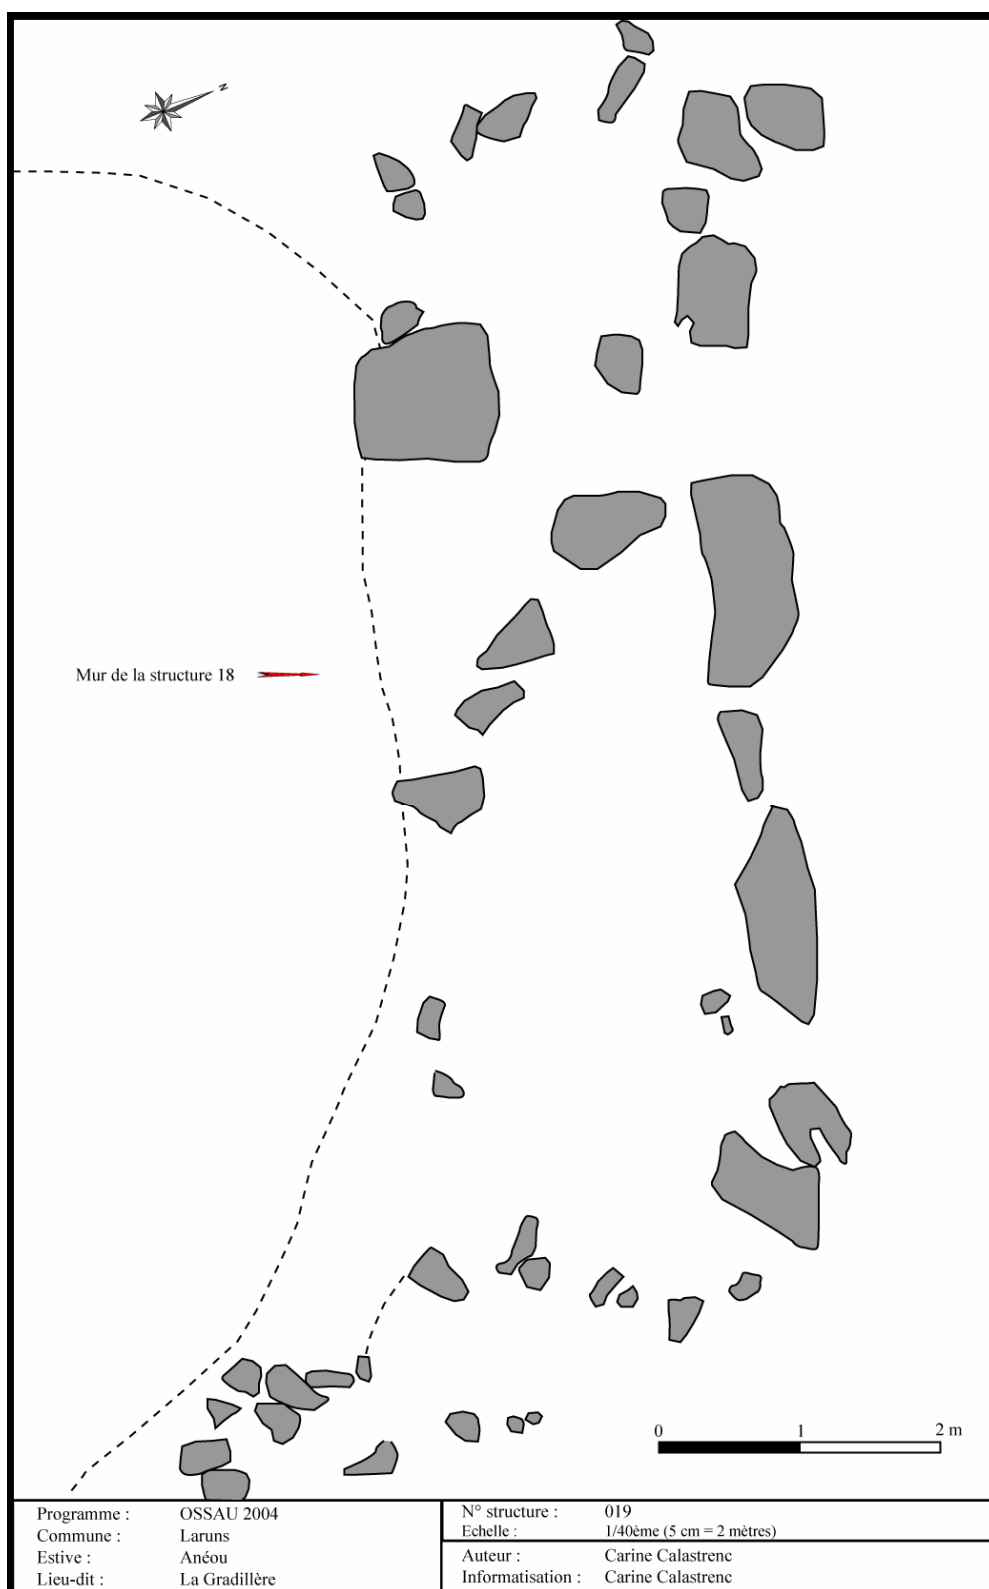 N
Mur de la structure 18
0 1 2 m
Programme : OSSAU 2004
Commune : Laruns
Estive : Anéou
Lieu-dit : La Gradillère
N° structure : 019
Echelle : 1/40ème (5 cm = 2 mètres)
Auteur : Carine Calastrenc
Informatisation : Carine Calastrenc